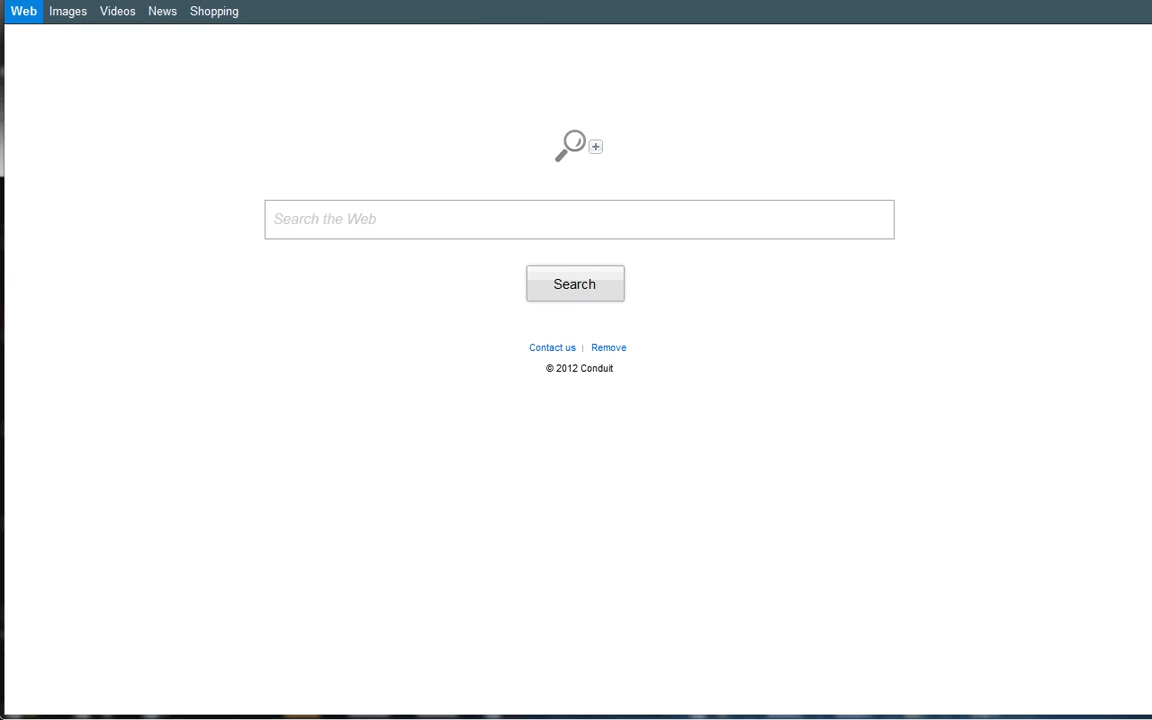 Web Images Videos News Shopping
Search the Web
Search
Contact us | Remove
© 2012 Conduit